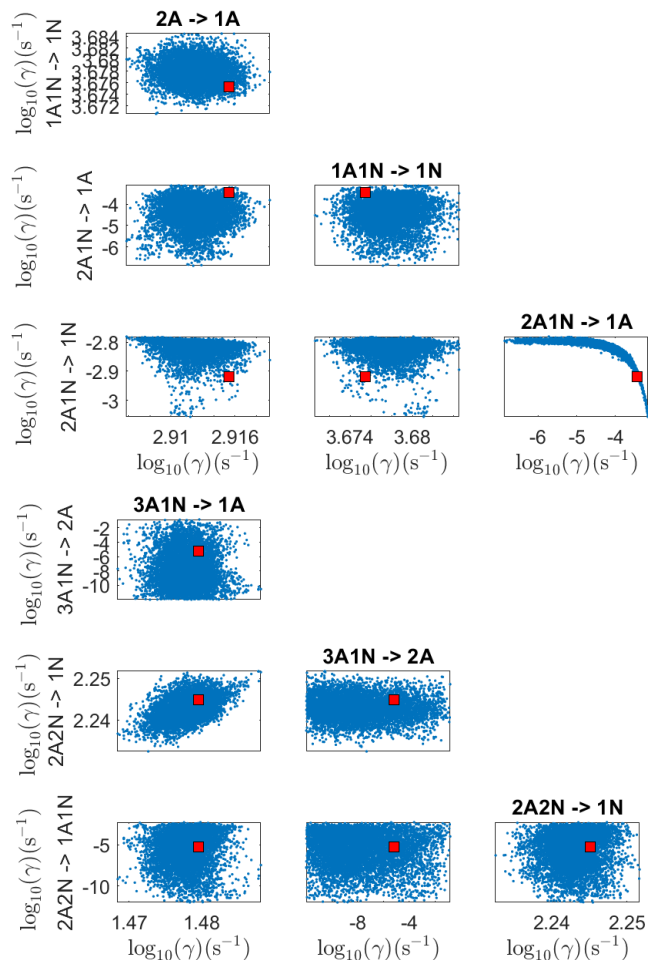 2A -> 1A
log₁₀(γ)(s⁻¹)
1A1N -> 1N
3.684
3.682
3.68
3.678
3.676
3.674
3.672
1A1N -> 1N
log₁₀(γ)(s⁻¹)
2A1N -> 1A
-4
-5
-6
2A1N -> 1A
log₁₀(γ)(s⁻¹)
2A1N -> 1N
-2.8
-2.9
-3
2.91 2.916
3.674 3.68
-6 -5 -4
log₁₀(γ)(s⁻¹) log₁₀(γ)(s⁻¹) log₁₀(γ)(s⁻¹)
3A1N -> 1A
log₁₀(γ)(s⁻¹)
3A1N -> 2A
-2
-4
-6
-8
-10
3A1N -> 2A
log₁₀(γ)(s⁻¹)
2A2N -> 1N
2.25
2.24
2A2N -> 1N
log₁₀(γ)(s⁻¹)
2A2N -> 1A1N
-5
-10
1.47 1.48
-8 -4
2.24 2.25
log₁₀(γ)(s⁻¹) log₁₀(γ)(s⁻¹) log₁₀(γ)(s⁻¹)